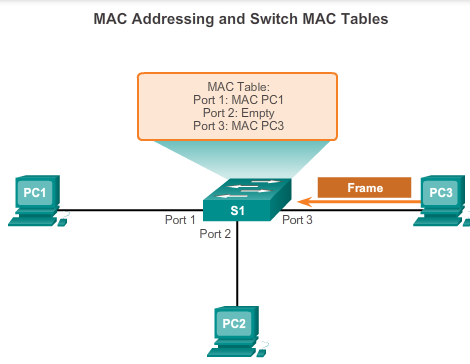 MAC Addressing and Switch MAC Tables
MAC Table:
Port 1: MAC PC1
Port 2: Empty
Port 3: MAC PC3
PC1
Frame
PC3
S1
Port 1
Port 3
Port 2
PC2